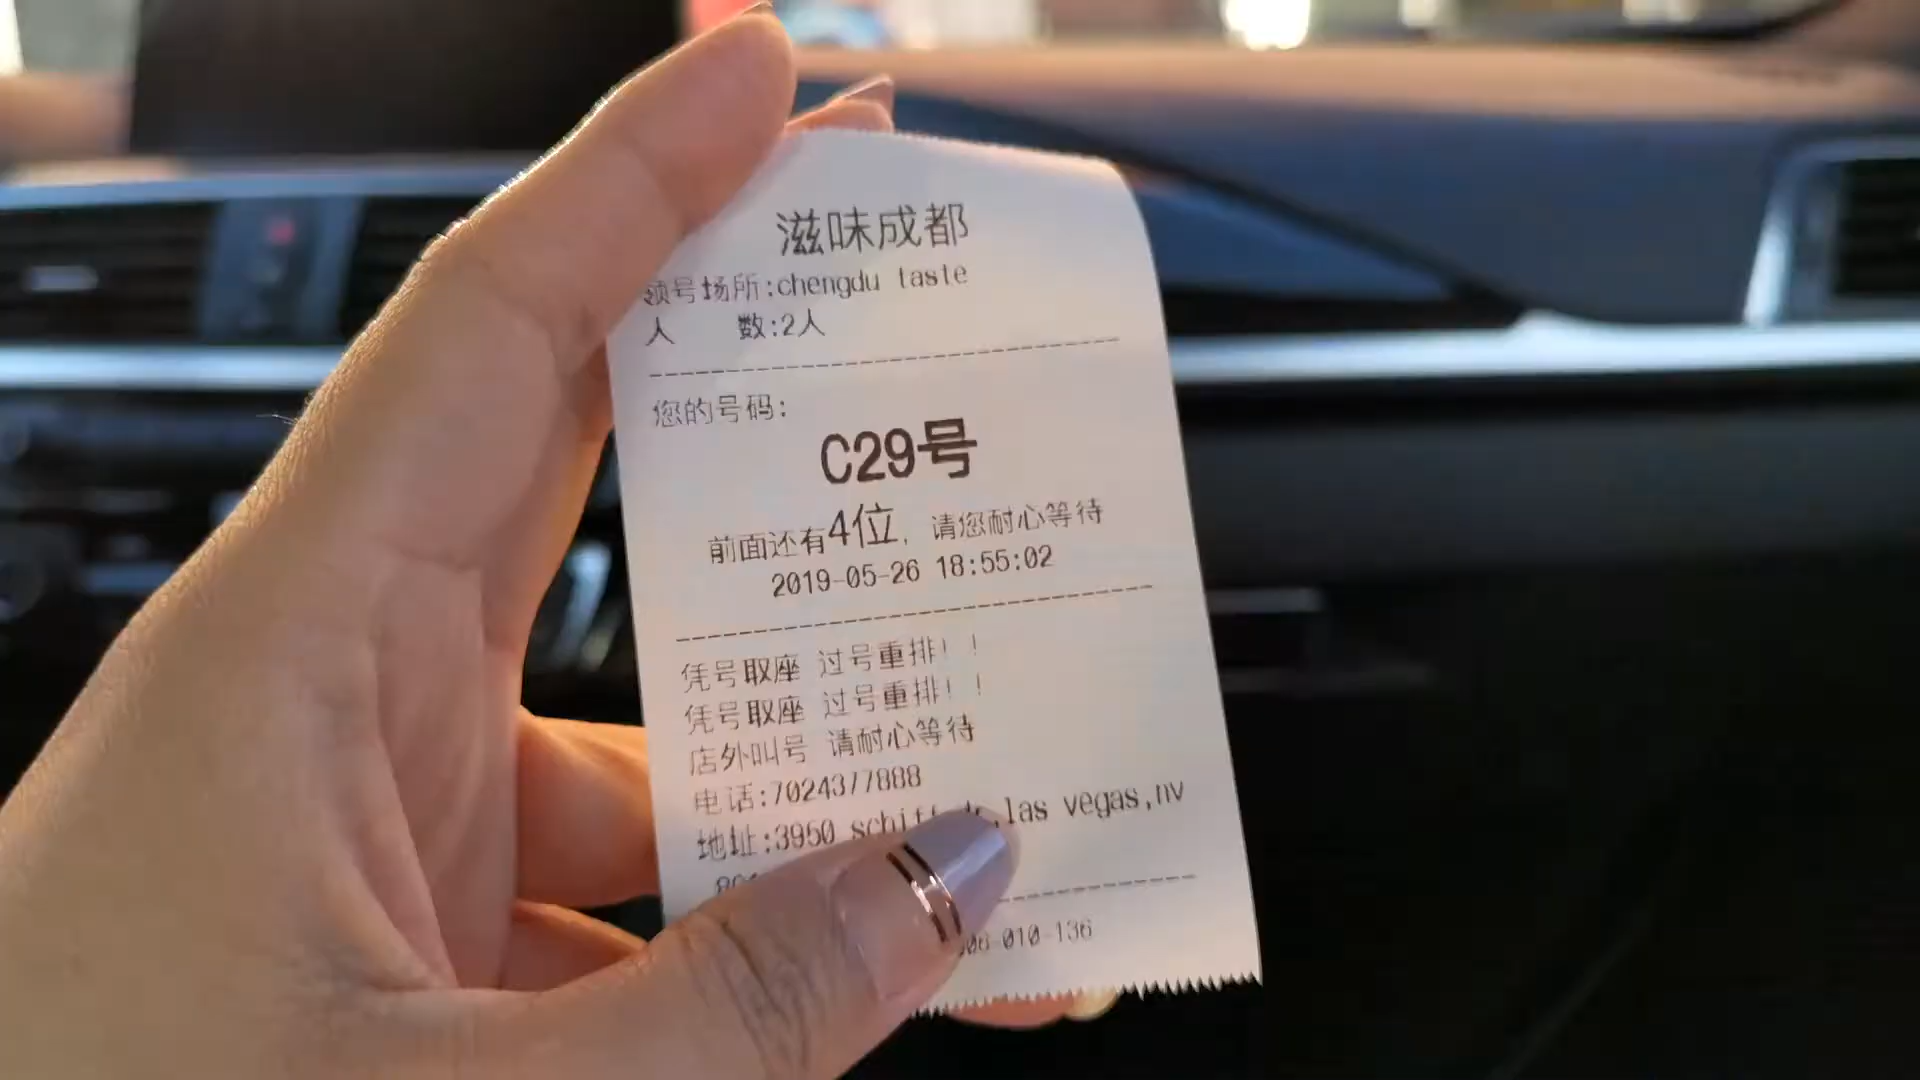 滋味成都
领号场所:chengdu taste
人 数:2人
您的号码:
C29号
前面还有4位, 请您耐心等待
2019-05-26 18:55:02
凭号取座 过号重排!!
凭号取座 过号重排!!
店外叫号 请耐心等待
电话:7024377888
地址:3950 las vegas,nv
-010-136